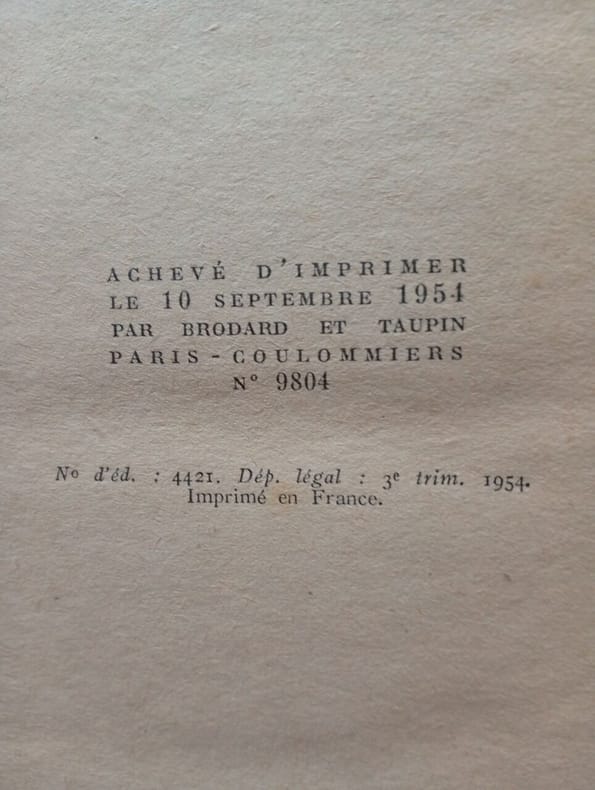 ACHEVÉ D'IMPRIMER
LE 10 SEPTEMBRE 1954
PAR BRODARD ET TAUPIN
PARIS - COULOMMIERS
N° 9804
No d'éd. : 4421. Dép. légal : 3e trim. 1954.
Imprimé en France.